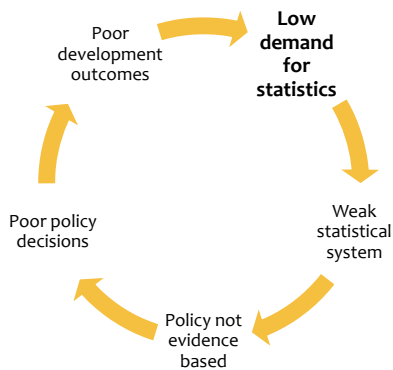 Low
demand
for
statistics
Weak
statistical
system
Policy not
evidence
based
Poor policy
decisions
Poor
development
outcomes